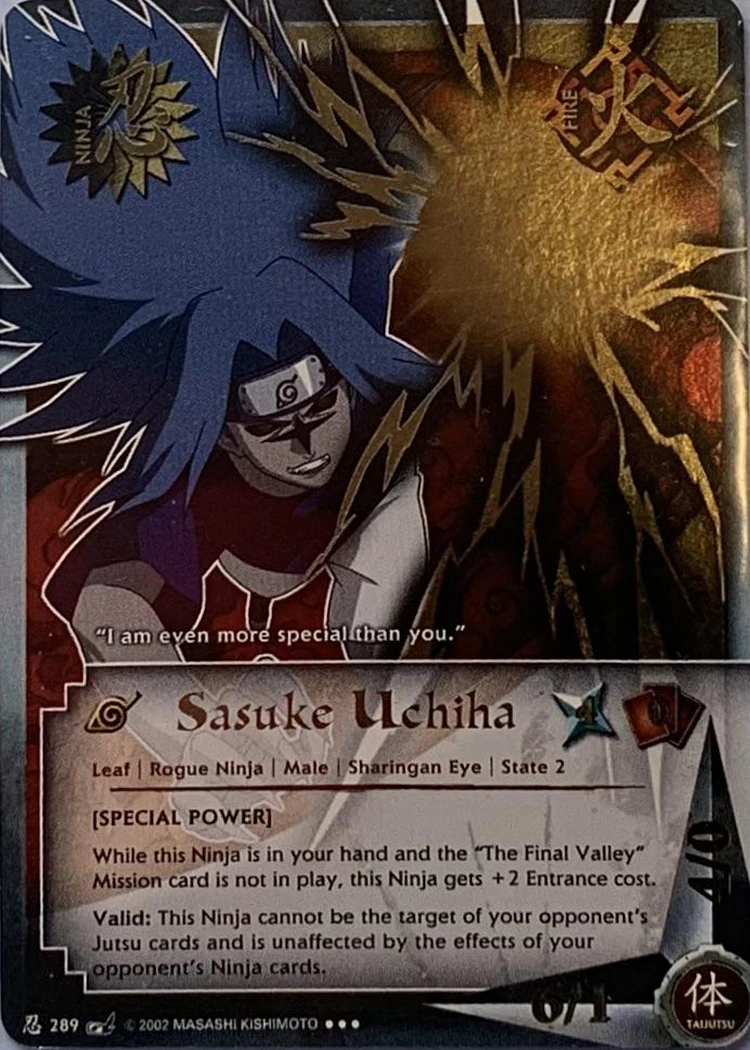 NINJA 忍
FIRE 火
"I am even more special than you."
Sasuke Uchiha 4 0
Leaf | Rogue Ninja | Male | Sharingan Eye | State 2
[SPECIAL POWER]
While this Ninja is in your hand and the "The Final Valley"
Mission card is not in play, this Ninja gets +2 Entrance cost.
Valid: This Ninja cannot be the target of your opponent's
Jutsu cards and is unaffected by the effects of your
opponent's Ninja cards.
4/0
6/1
体
TAIJUTSU
忍 289 © 2002 MASASHI KISHIMOTO